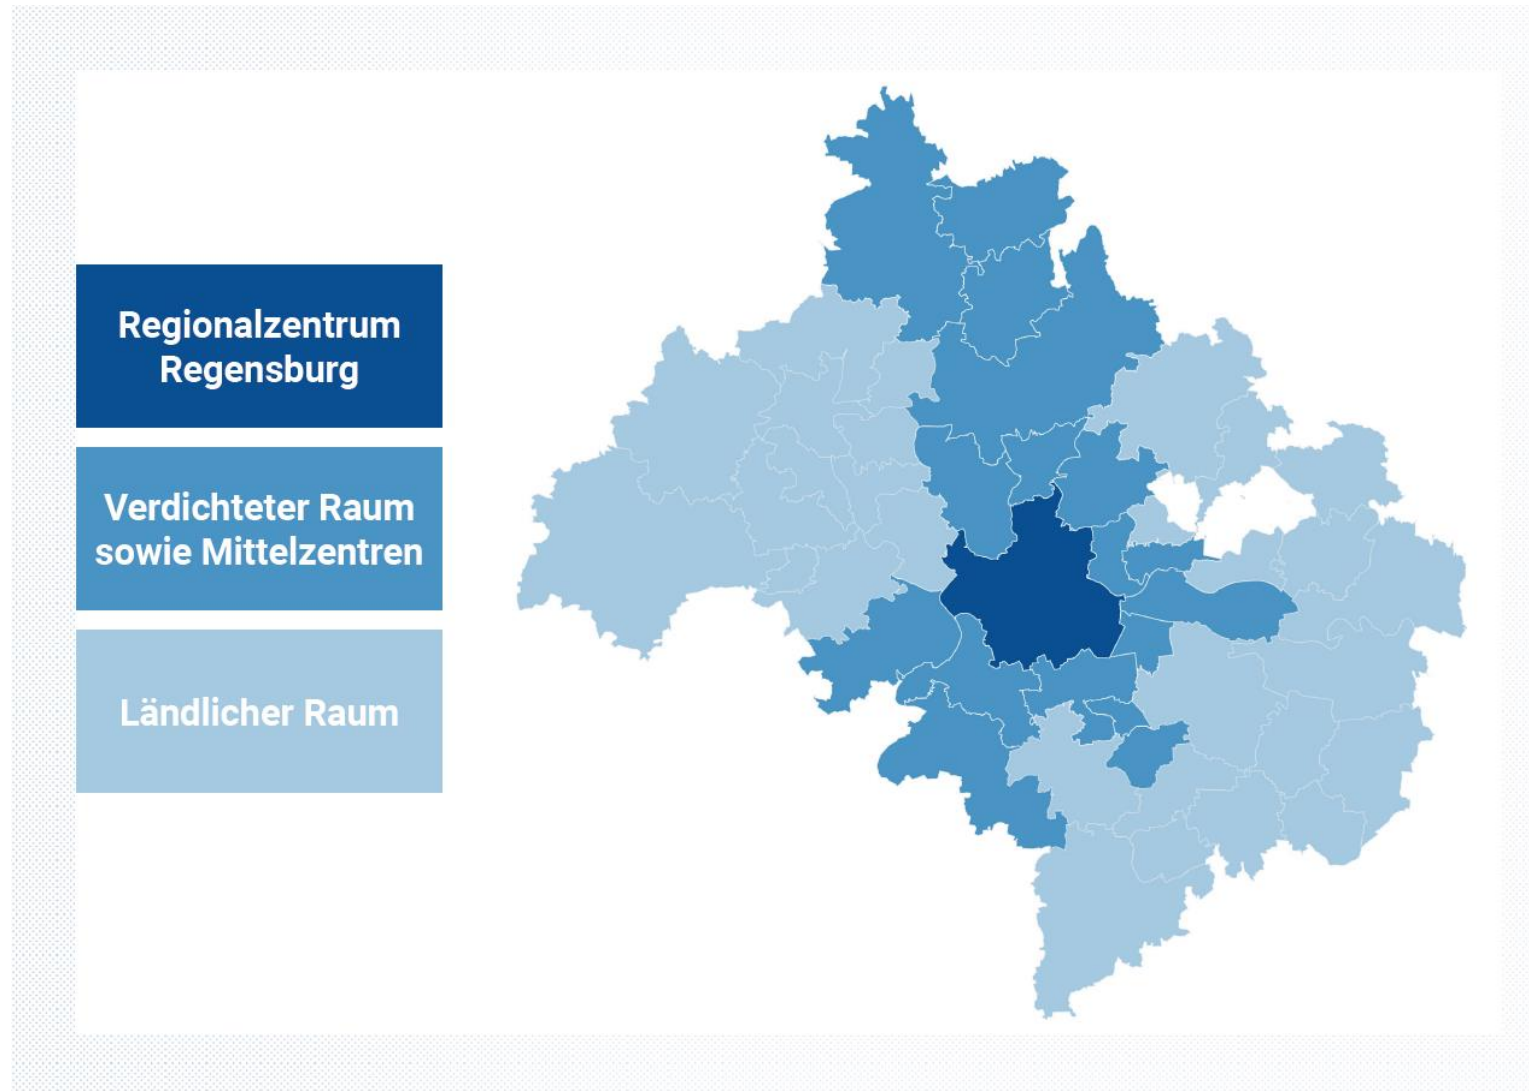 Regionalzentrum
Regensburg
Verdichteter Raum
sowie Mittelzentren
Ländlicher Raum